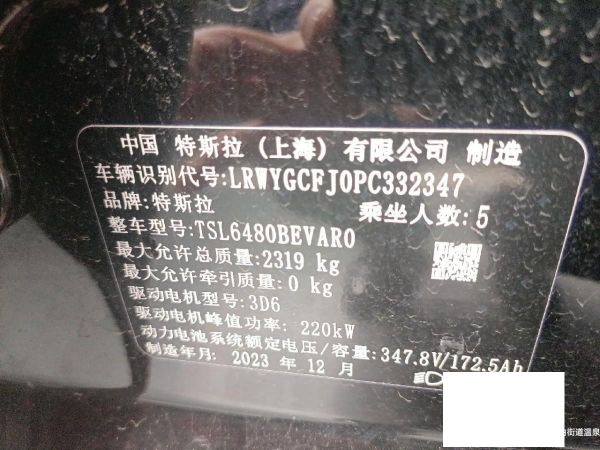 中国 特斯拉（上海）有限公司 制造
车辆识别代号:LRWYGCFJ0PC332347
品牌:特斯拉 乘坐人数:5
整车型号:TSL6480BEVAR0
最大允许总质量:2319 kg
最大允许牵引质量:0 kg
驱动电机型号:3D6
驱动电机峰值功率: 220kW
动力电池系统额定电压/容量:347.8V/172.5Ah
制造年月: 2023 年 12 月
街道温泉